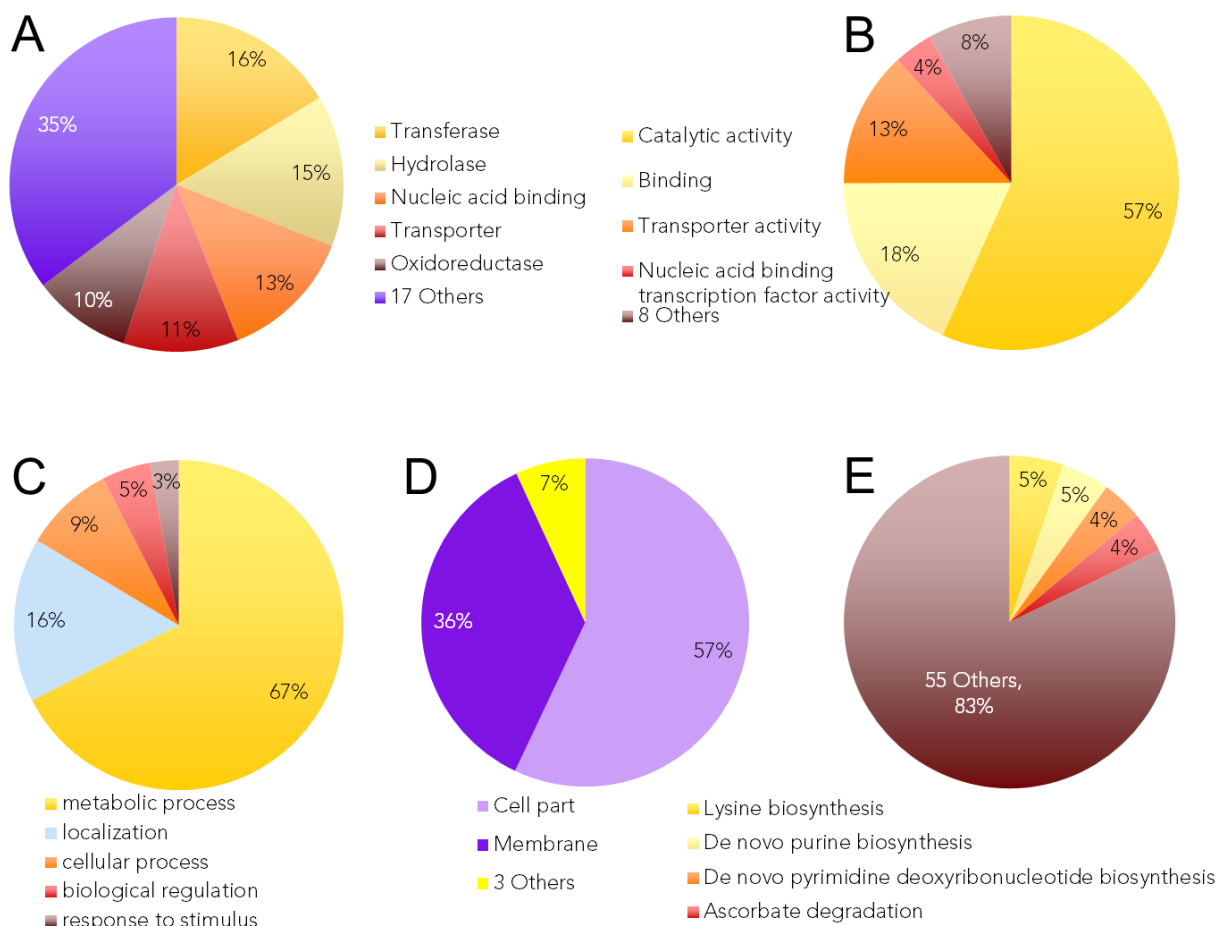 A
16%
35%
15%
10%
13%
11%
Transferase
Hydrolase
Nucleic acid binding
Transporter
Oxidoreductase
17 Others
B
8%
4%
13%
57%
18%
Catalytic activity
Binding
Transporter activity
Nucleic acid binding
transcription factor activity
8 Others
C
3%
5%
9%
16%
67%
metabolic process
localization
cellular process
biological regulation
response to stimulus
D
7%
36%
57%
Cell part
Membrane
3 Others
E
5%
5%
4%
4%
55 Others,
83%
Lysine biosynthesis
De novo purine biosynthesis
De novo pyrimidine deoxyribonucleotide biosynthesis
Ascorbate degradation